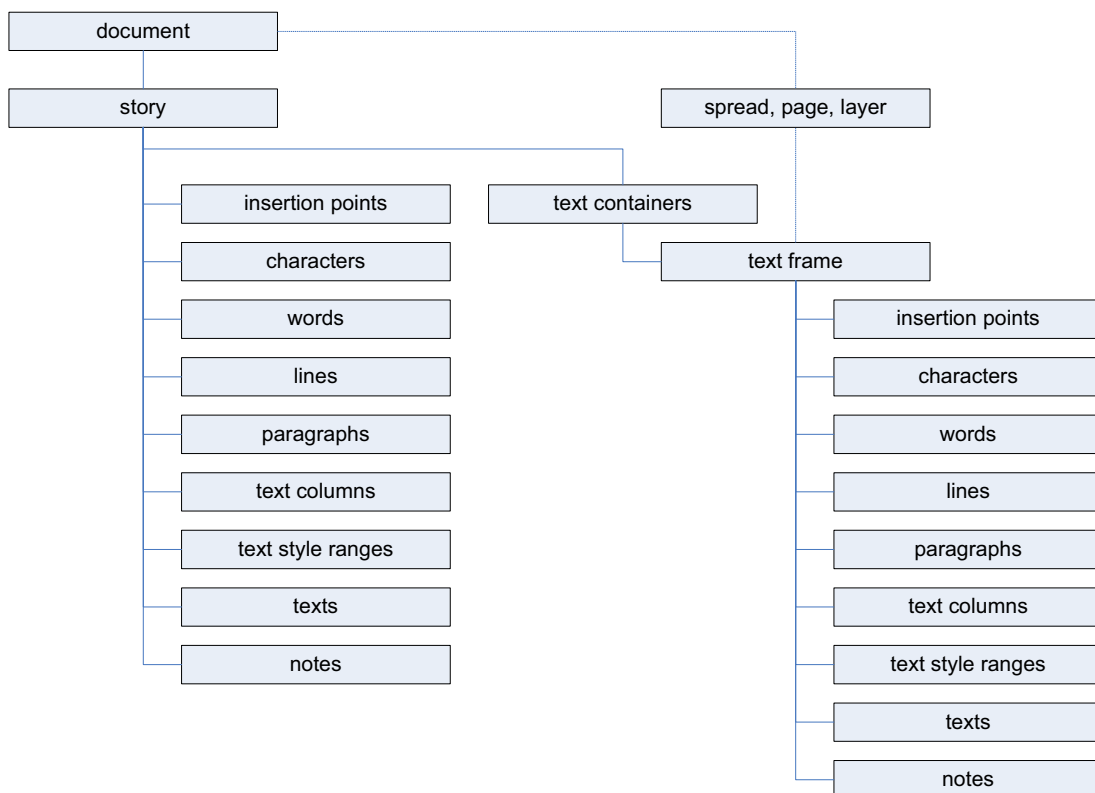 document
story
spread, page, layer
insertion points
text containers
characters
text frame
words
insertion points
lines
characters
paragraphs
words
text columns
lines
text style ranges
paragraphs
texts
text columns
notes
text style ranges
texts
notes